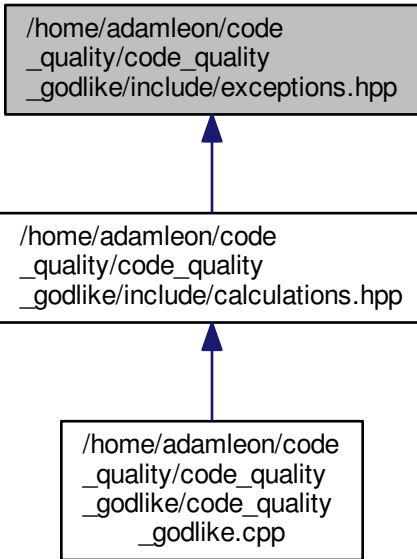 /home/adamleon/code
_quality/code_quality
_godlike/include/exceptions.hpp
/home/adamleon/code
_quality/code_quality
_godlike/include/calculations.hpp
/home/adamleon/code
_quality/code_quality
_godlike/code_quality
_godlike.cpp